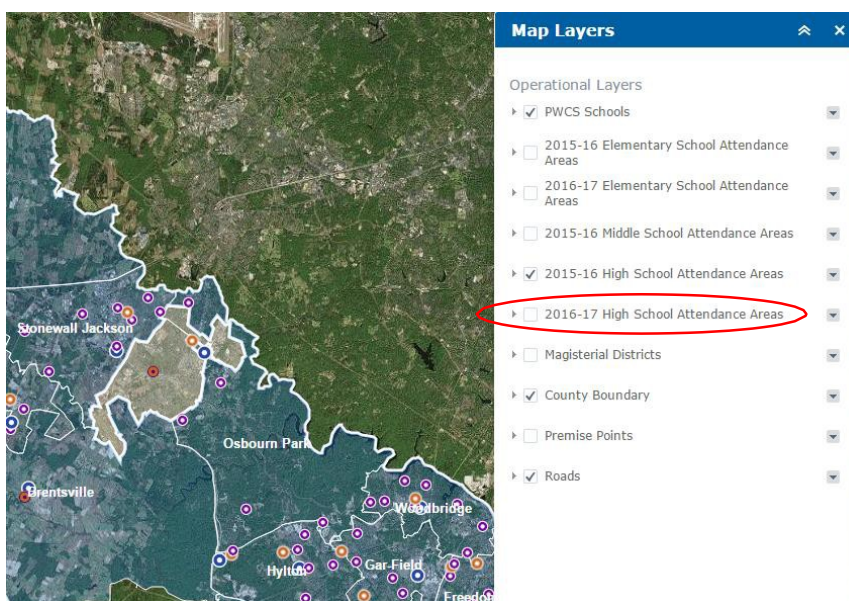 Map Layers
Operational Layers
PWCS Schools
2015-16 Elementary School Attendance
Areas
2016-17 Elementary School Attendance
Areas
2015-16 Middle School Attendance Areas
2015-16 High School Attendance Areas
2016-17 High School Attendance Areas
Magisterial Districts
County Boundary
Premise Points
Roads
Stonewall Jackson
Osbourn Park
Brentsville
Woodbridge
Hylton
Gar-Field
Freedo